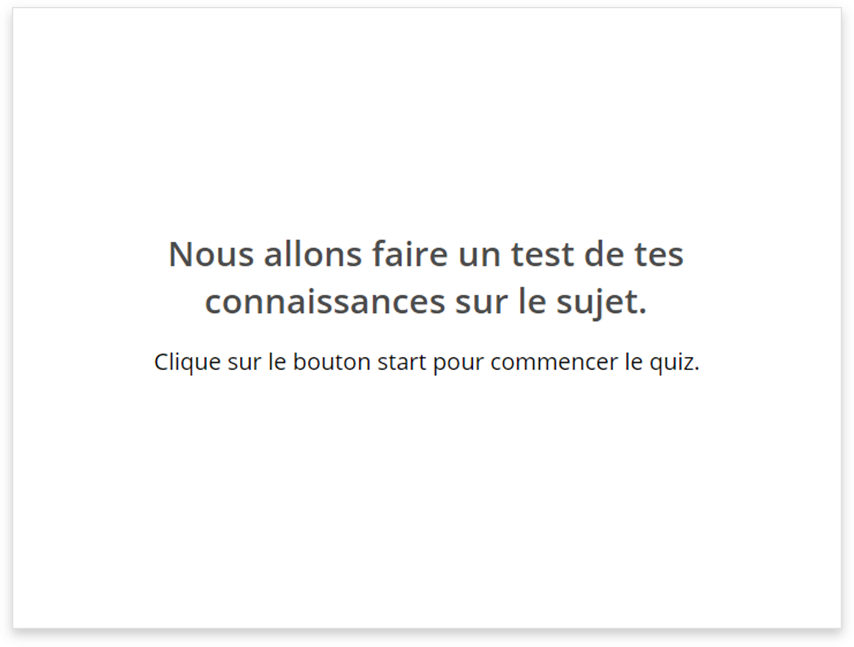 Nous allons faire un test de tes
connaissances sur le sujet.
Clique sur le bouton start pour commencer le quiz.